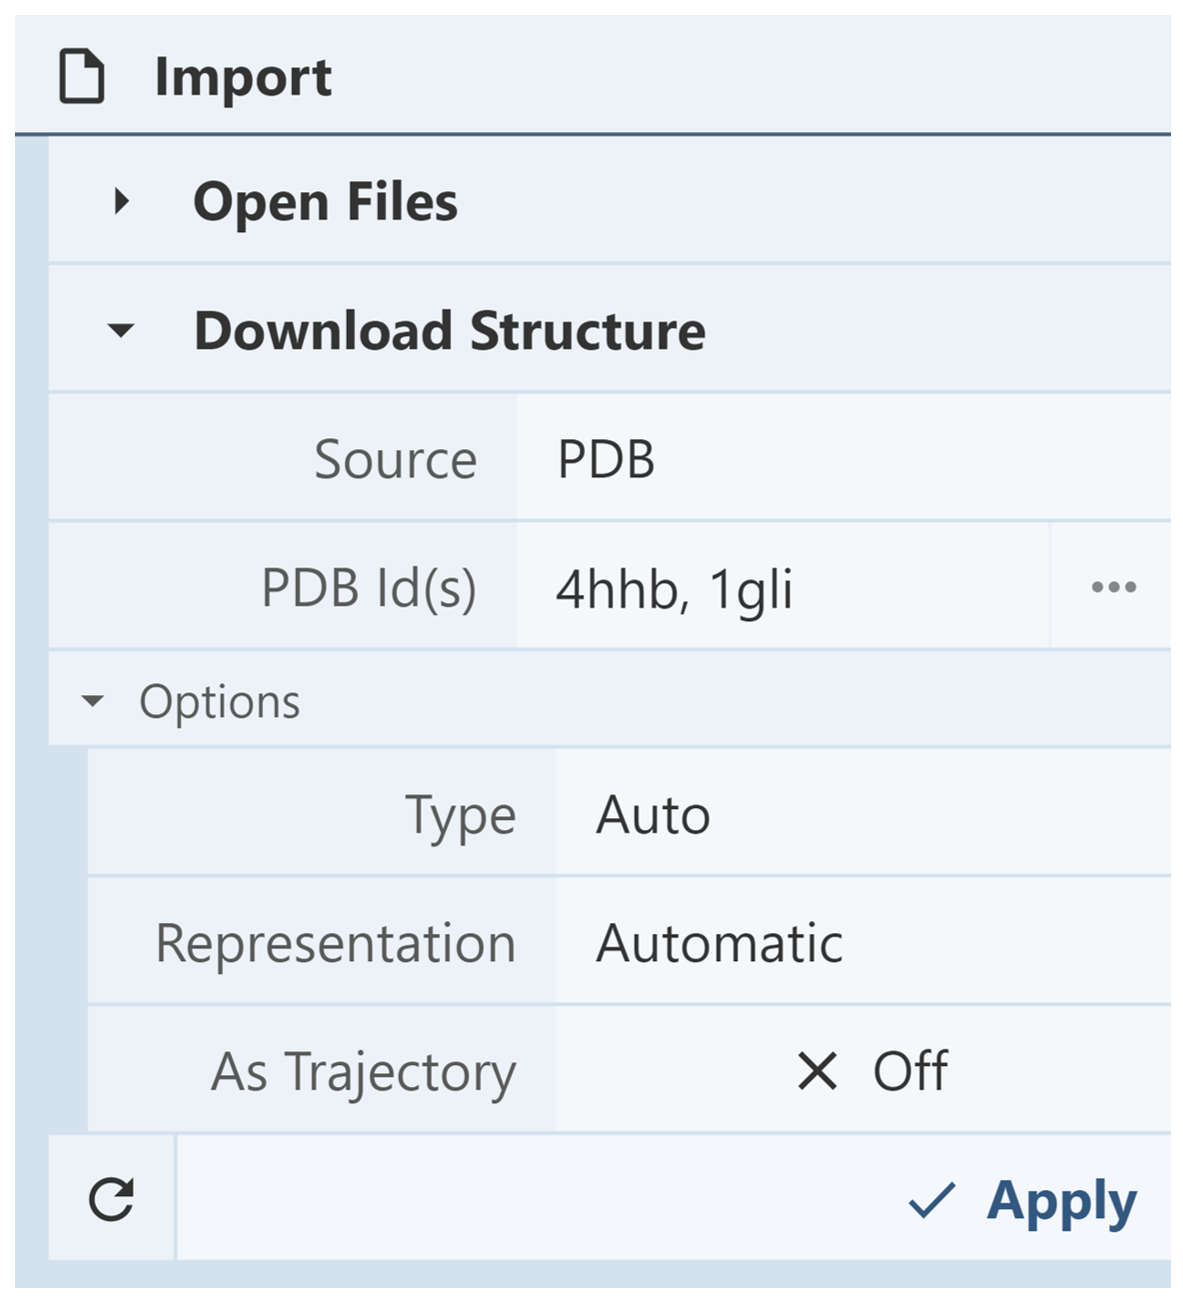 Import
Open Files
Download Structure
Source PDB
PDB Id(s) 4hhb, 1gli
Options
Type Auto
Representation Automatic
As Trajectory Off
Apply